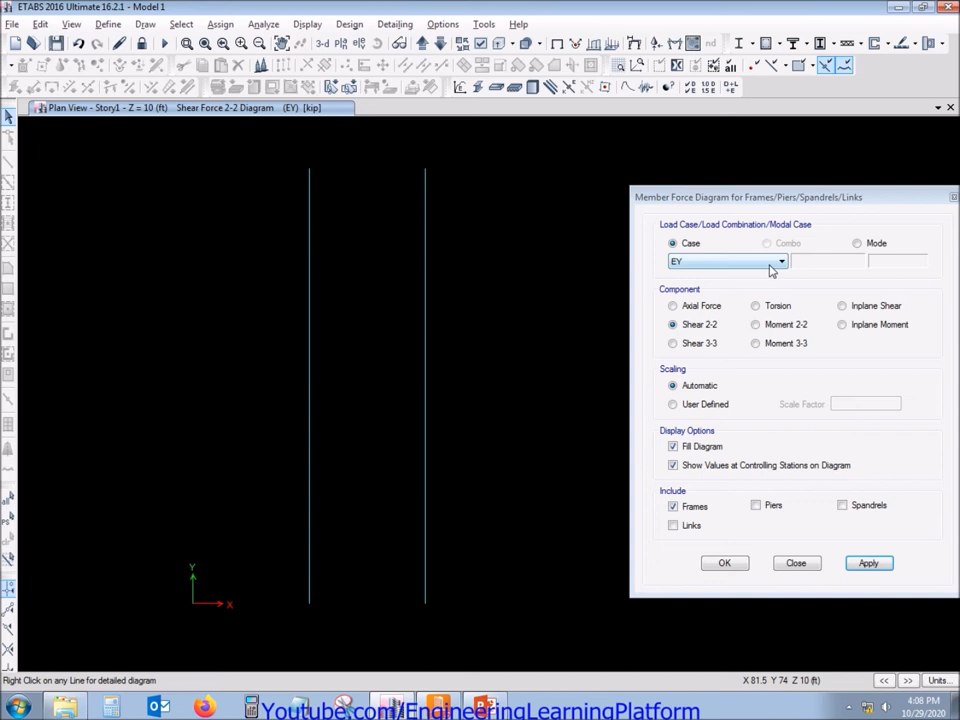 ETABS 2016 Ultimate 16.2.1 - Model 1
File Edit View Define Draw Select Assign Analyze Display Design Detailing Options Tools Help
3-d
nd
Plan View - Story1 - Z = 10 (ft) Shear Force 2-2 Diagram (EY) [kip]
Member Force Diagram for Frames/Piers/Spandrels/Links
Load Case/Load Combination/Modal Case
Case Combo Mode
EY
Component
Axial Force Torsion Inplane Shear
Shear 2-2 Moment 2-2 Inplane Moment
Shear 3-3 Moment 3-3
Scaling
Automatic
User Defined Scale Factor
Display Options
Fill Diagram
Show Values at Controlling Stations on Diagram
Include
Frames Piers Spandrels
Links
OK Close Apply
Y
X
Right Click on any Line for detailed diagram X 81.5 Y 74 Z 10 (ft) << >> Units...
4:08 PM
10/29/2020
Youtube.com/EngineeringLearningPlatform